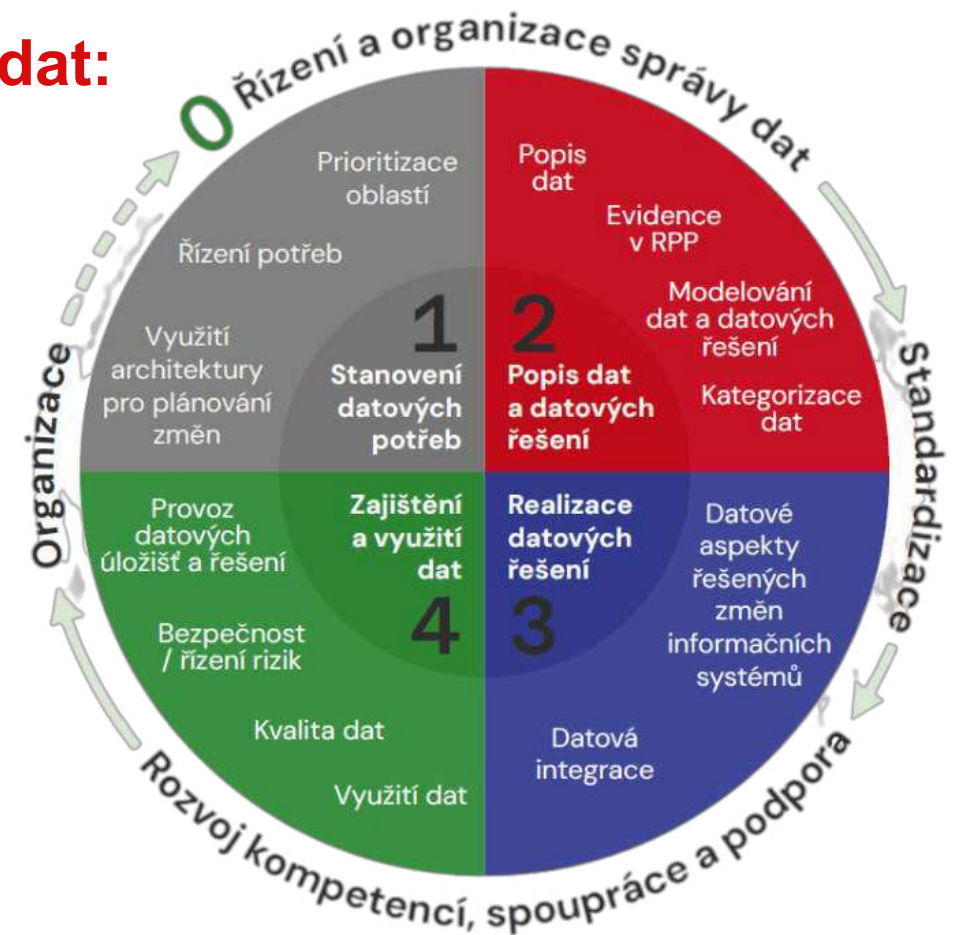 dat:
0 Řízení a organizace správy dat
Prioritizace
oblastí
Řízení potřeb
Využití
architektury
pro plánování
změn
1
Stanovení
datových
potřeb
Popis
dat
Evidence
v RPP
Modelování
dat a datových
řešení
Kategorizace
dat
2
Popis dat
a datových
řešení
Standardizace
Realizace
datových
řešení
3
Datové
aspekty
řešených
změn
informačních
systémů
Datová
integrace
Rozvoj kompetencí, spoupráce a podpora
Zajištění
a využití
dat
4
Provoz
datových
úložišť a řešení
Bezpečnost
/ řízení rizik
Kvalita dat
Využití dat
Organizace